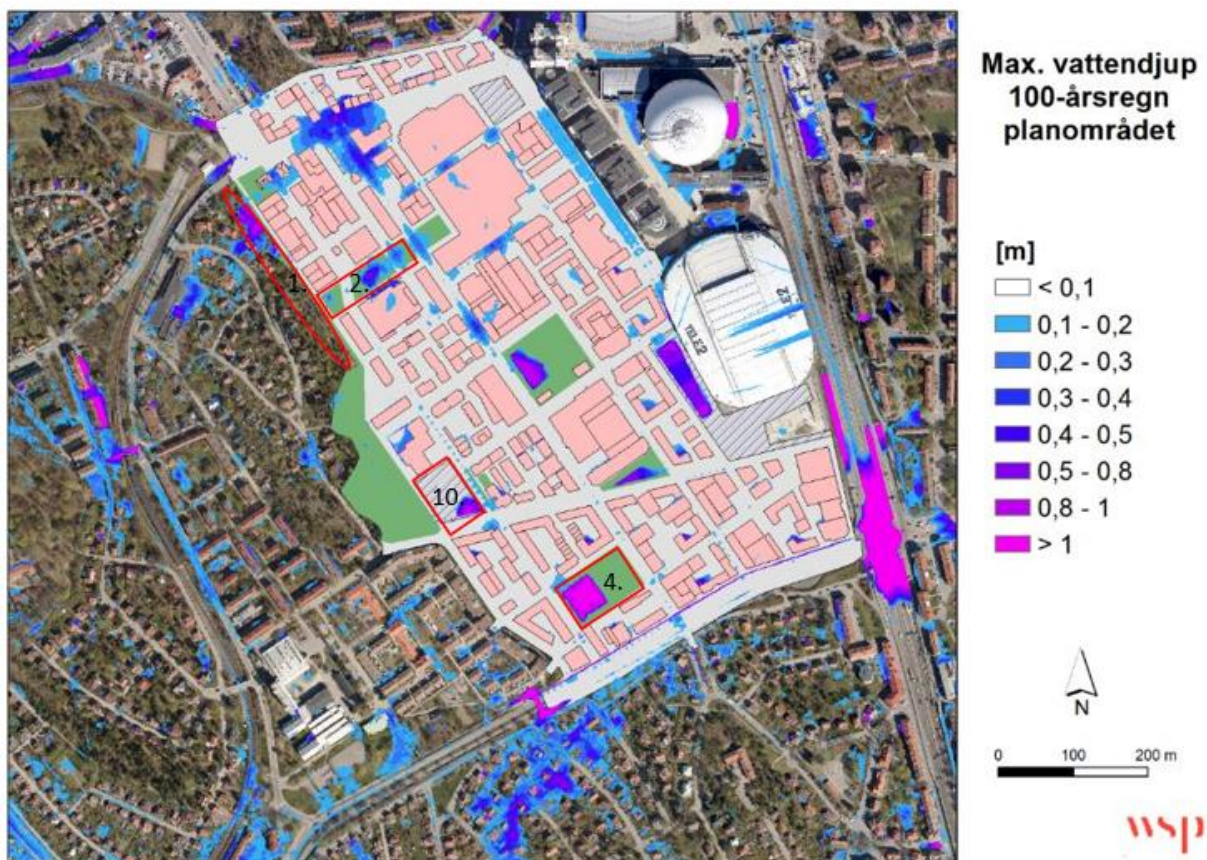 Max. vattendjup
100-årsregn
planområdet
[m]
< 0,1
0,1 - 0,2
0,2 - 0,3
0,3 - 0,4
0,4 - 0,5
0,5 - 0,8
0,8 - 1
> 1
1.
2.
10.
4.
TELE2
E2
N
0 100 200 m
wsp